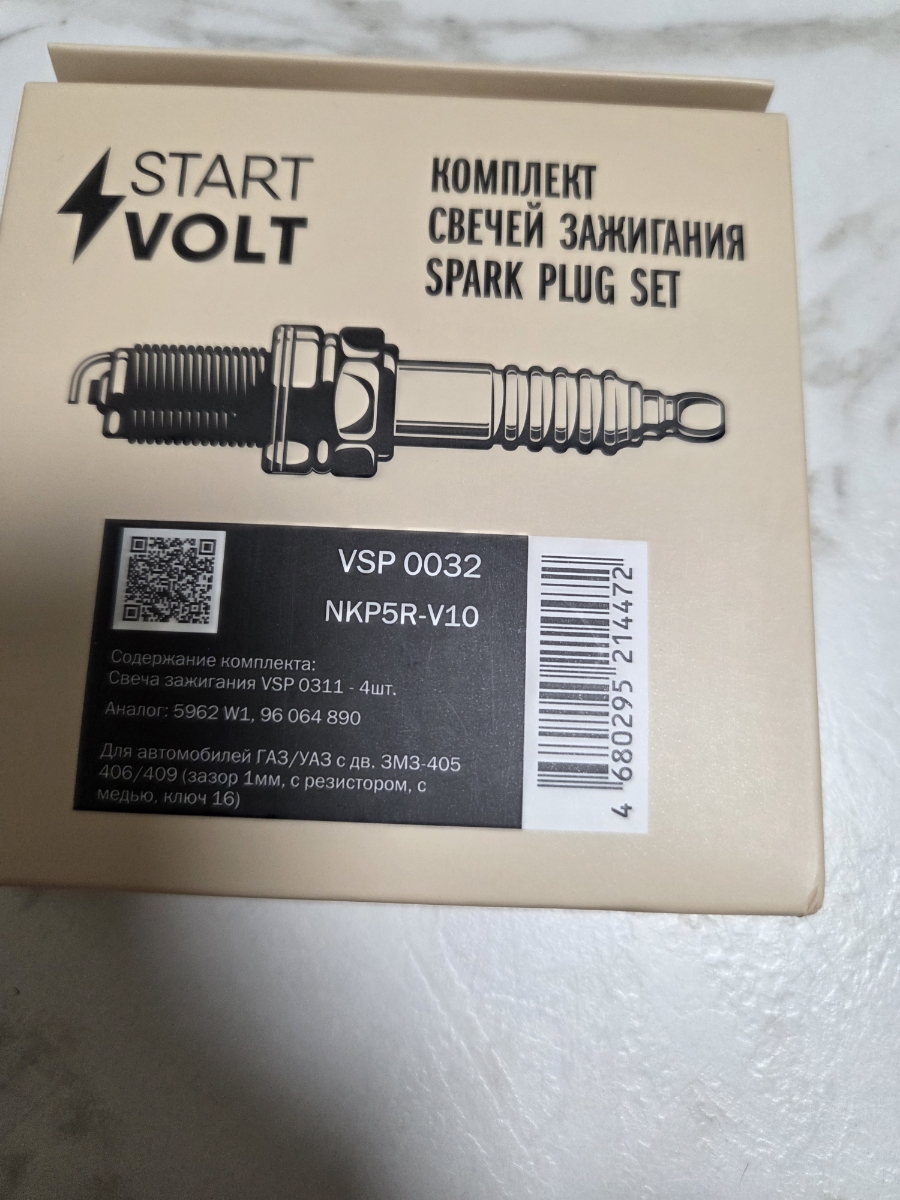 START
VOLT
КОМПЛЕКТ
СВЕЧЕЙ ЗАЖИГАНИЯ
SPARK PLUG SET
VSP 0032
NKP5R-V10
Содержание комплекта:
Свеча зажигания VSP 0311 - 4шт.
Аналог: 5962 W1, 96 064 890
Для автомобилей ГАЗ/УАЗ с дв. ЗМЗ-405
406/409 (зазор 1мм, с резистором, с
медью, ключ 16)
4 680295 214472